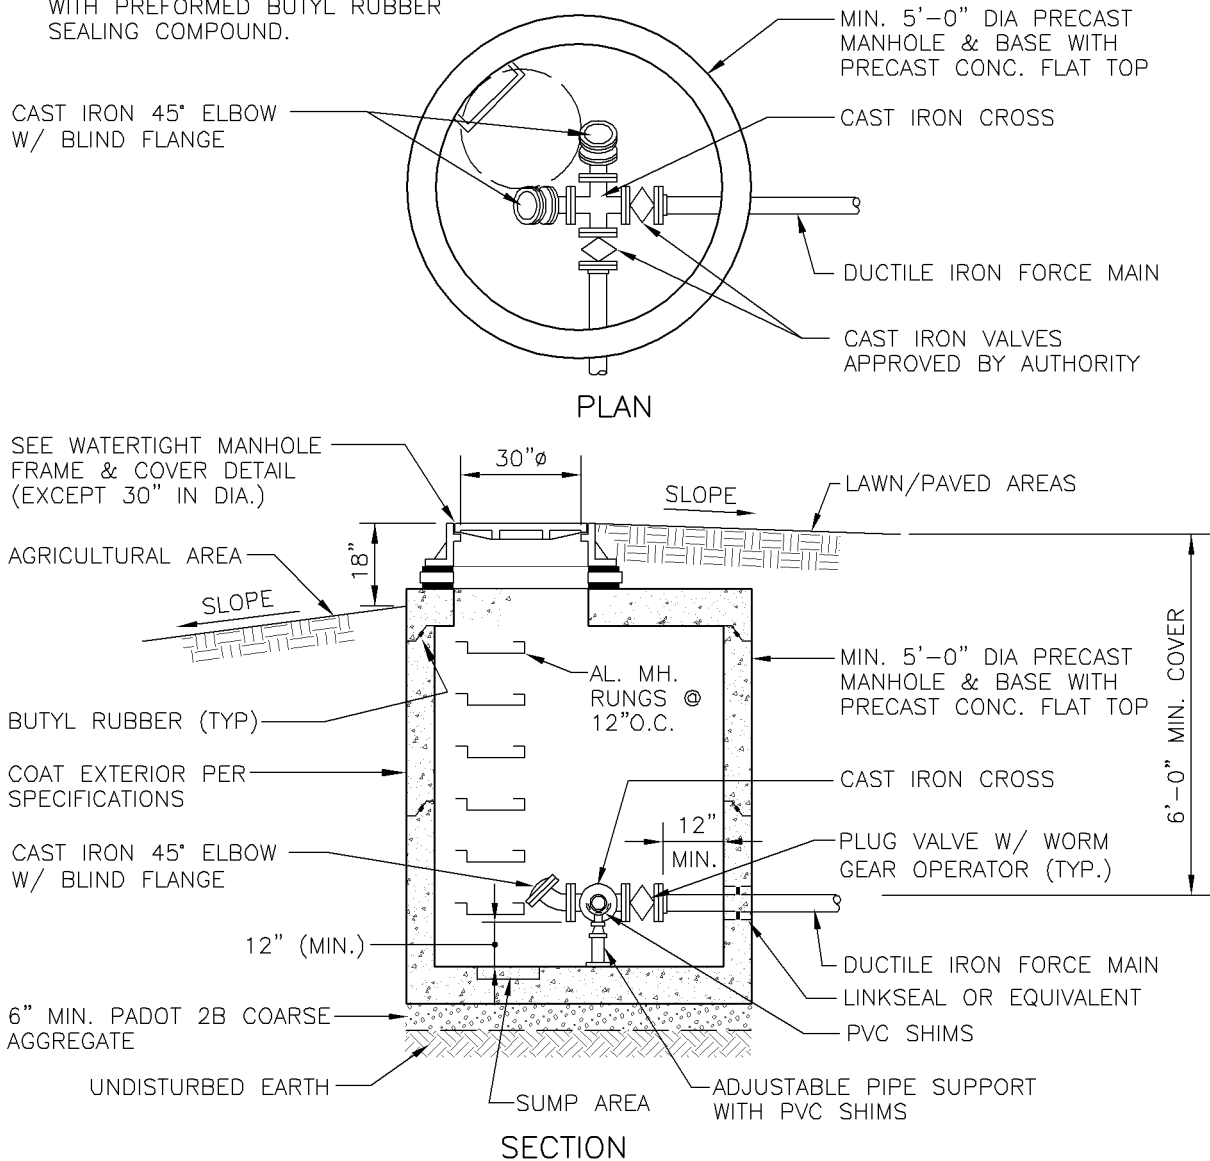 WITH PREFORMED BUTYL RUBBER
SEALING COMPOUND.
MIN. 5'-0" DIA PRECAST
MANHOLE & BASE WITH
PRECAST CONC. FLAT TOP
CAST IRON 45° ELBOW
W/ BLIND FLANGE
CAST IRON CROSS
DUCTILE IRON FORCE MAIN
CAST IRON VALVES
APPROVED BY AUTHORITY
PLAN
SEE WATERTIGHT MANHOLE
FRAME & COVER DETAIL
(EXCEPT 30" IN DIA.)
30"ø
SLOPE
LAWN/PAVED AREAS
AGRICULTURAL AREA
18"
SLOPE
6'-0" MIN. COVER
AL. MH.
RUNGS @
12"O.C.
MIN. 5'-0" DIA PRECAST
MANHOLE & BASE WITH
PRECAST CONC. FLAT TOP
BUTYL RUBBER (TYP)
COAT EXTERIOR PER
SPECIFICATIONS
CAST IRON CROSS
12"
MIN.
PLUG VALVE W/ WORM
GEAR OPERATOR (TYP.)
CAST IRON 45° ELBOW
W/ BLIND FLANGE
12" (MIN.)
DUCTILE IRON FORCE MAIN
LINKSEAL OR EQUIVALENT
6" MIN. PADOT 2B COARSE
AGGREGATE
PVC SHIMS
UNDISTURBED EARTH
SUMP AREA
ADJUSTABLE PIPE SUPPORT
WITH PVC SHIMS
SECTION